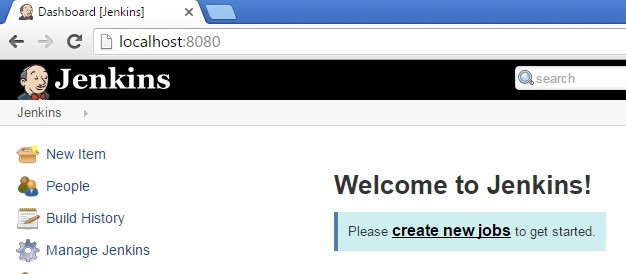 Dashboard [Jenkins]
localhost:8080
Jenkins
search
Jenkins
New Item
People
Build History
Manage Jenkins
Welcome to Jenkins!
Please create new jobs to get started.